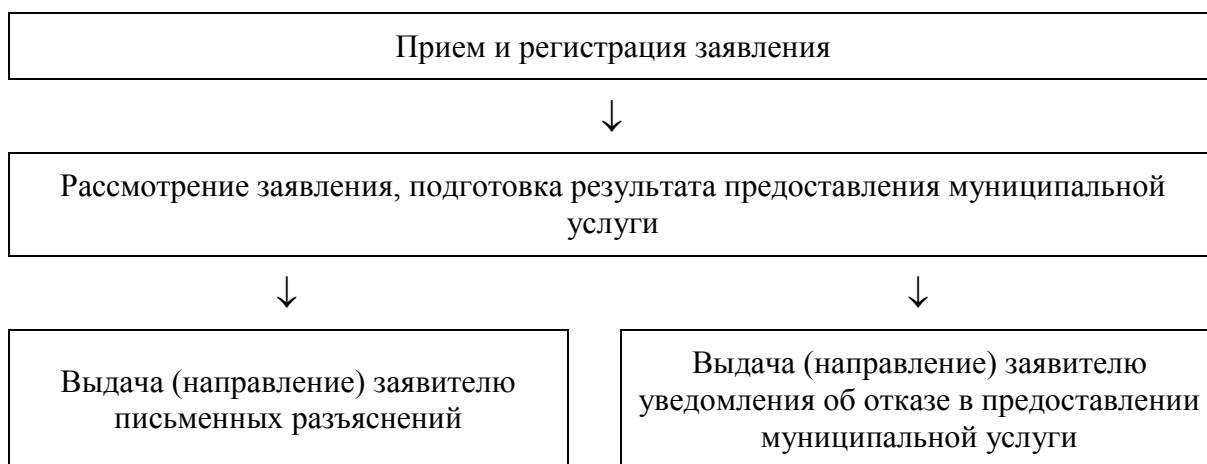 Прием и регистрация заявления
↓
Рассмотрение заявления, подготовка результата предоставления муниципальной
услуги
↓ ↓
Выдача (направление) заявителю
письменных разъяснений
Выдача (направление) заявителю
уведомления об отказе в предоставлении
муниципальной услуги